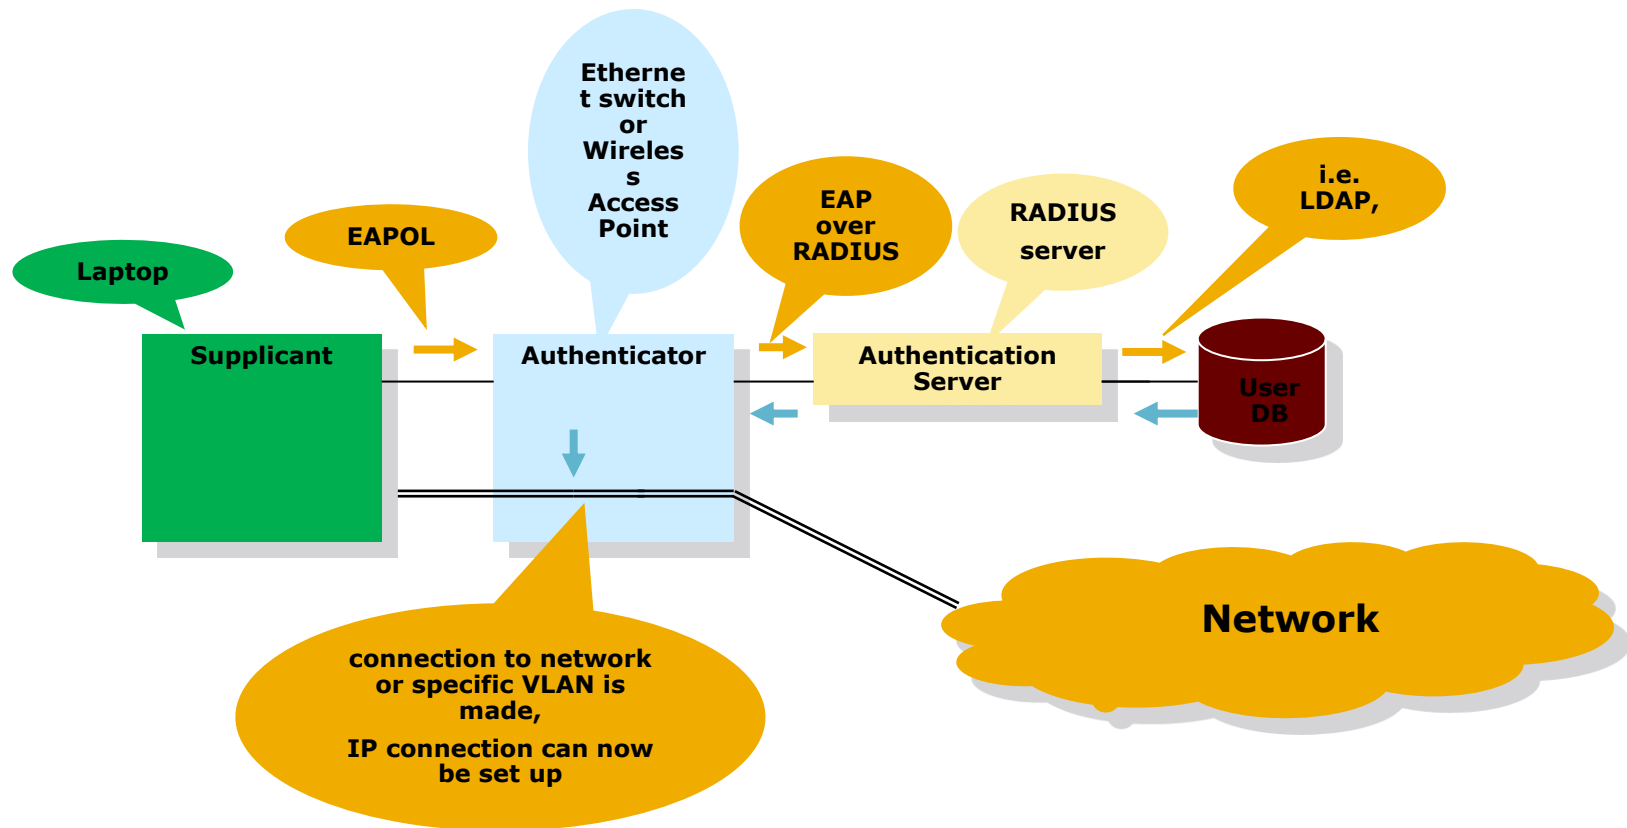 Etherne
t switch
or
Wireles
s
Access
Point
i.e.
LDAP,
EAP
over
RADIUS
RADIUS
server
EAPOL
Laptop
Supplicant
Authenticator
Authentication
Server
User
DB
Network
connection to network
or specific VLAN is
made,
IP connection can now
be set up